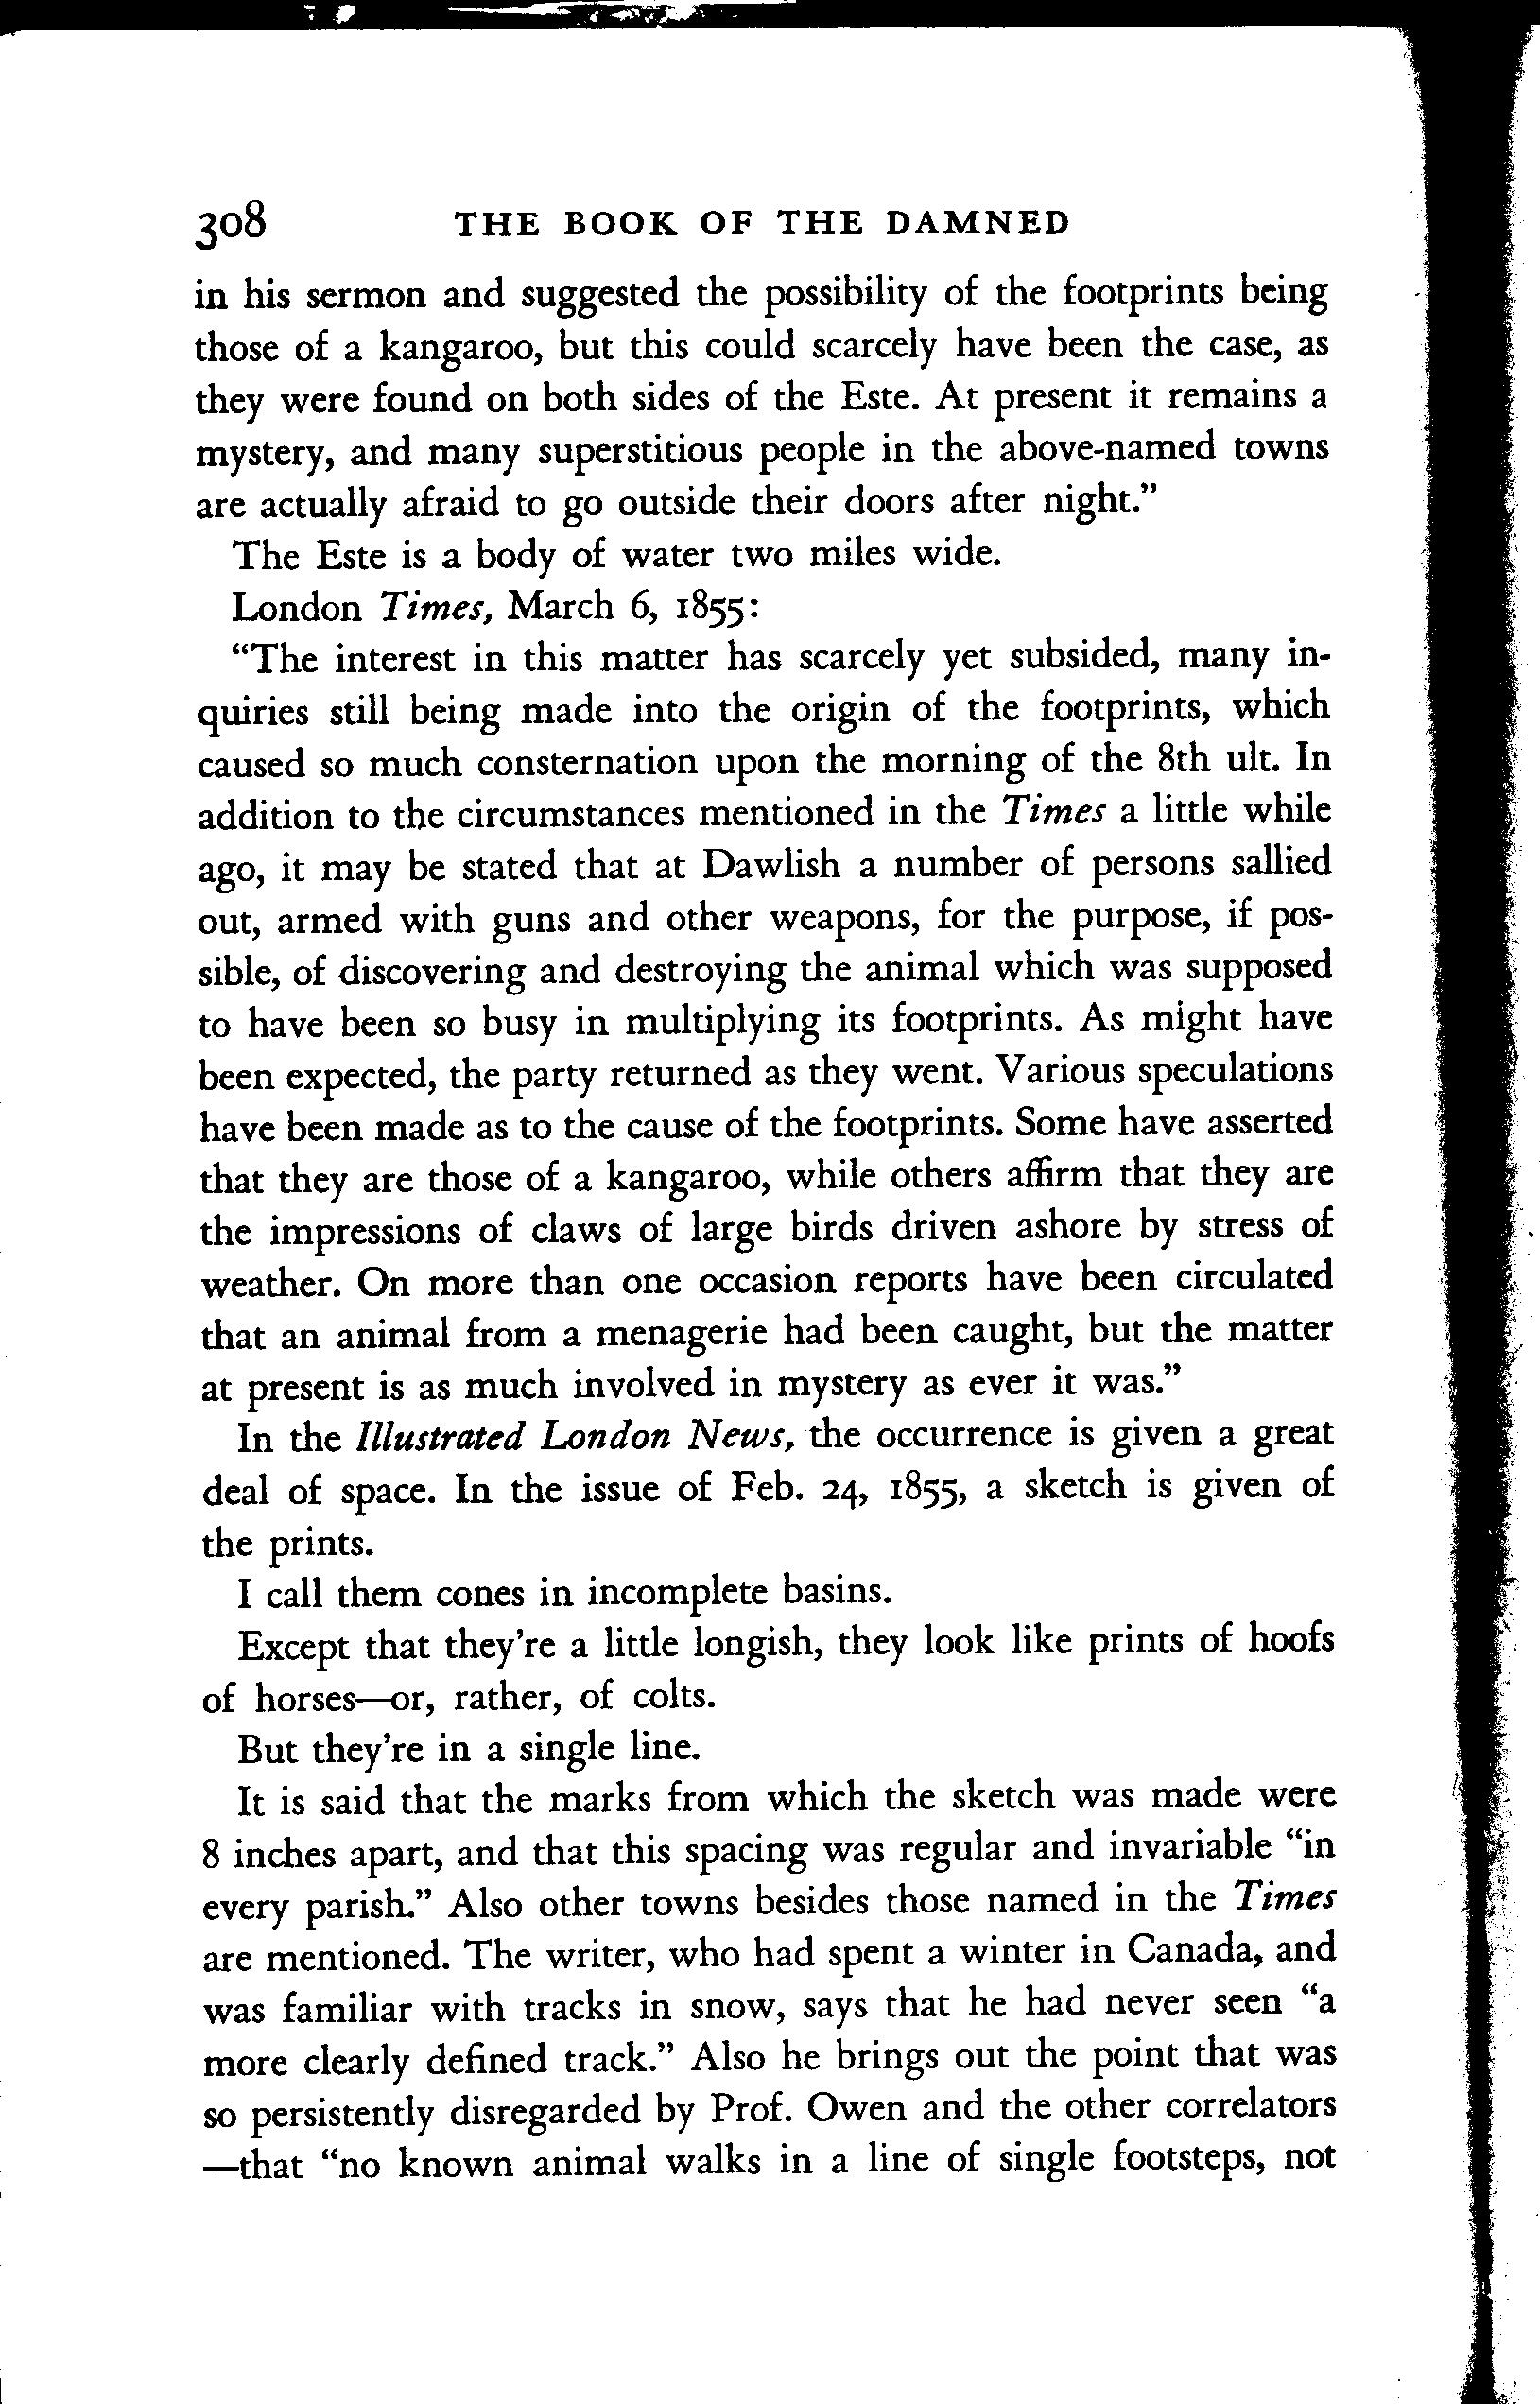 308 THE BOOK OF THE DAMNED
in his sermon and suggested the possibility of the footprints being
those of a kangaroo, but this could scarcely have been the case, as
they were found on both sides of the Este. At present it remains a
mystery, and many superstitious people in the above-named towns
are actually afraid to go outside their doors after night.”
The Este is a body of water two miles wide.
London Times, March 6, 1855:
“The interest in this matter has scarcely yet subsided, many in-
quiries still being made into the origin of the footprints, which
caused so much consternation upon the morning of the 8th ult. In
addition to the circumstances mentioned in the Times a little while
ago, it may be stated that at Dawlish a number of persons sallied
out, armed with guns and other weapons, for the purpose, if pos-
sible, of discovering and destroying the animal which was supposed
to have been so busy in multiplying its footprints. As might have
been expected, the party returned as they went. Various speculations
have been made as to the cause of the footprints. Some have asserted
that they are those of a kangaroo, while others affirm that they are
the impressions of claws of large birds driven ashore by stress of
weather. On more than one occasion reports have been circulated
that an animal from a menagerie had been caught, but the matter
at present is as much involved in mystery as ever it was.”
In the Illustrated London News, the occurrence is given a great
deal of space. In the issue of Feb. 24, 1855, a sketch is given of
the prints.
I call them cones in incomplete basins.
Except that they’re a little longish, they look like prints of hoofs
of horses—or, rather, of colts.
But they’re in a single line.
It is said that the marks from which the sketch was made were
8 inches apart, and that this spacing was regular and invariable “in
every parish.” Also other towns besides those named in the Times
are mentioned. The writer, who had spent a winter in Canada, and
was familiar with tracks in snow, says that he had never seen “a
more clearly defined track.” Also he brings out the point that was
so persistently disregarded by Prof. Owen and the other correlators
—that “no known animal walks in a line of single footsteps, not